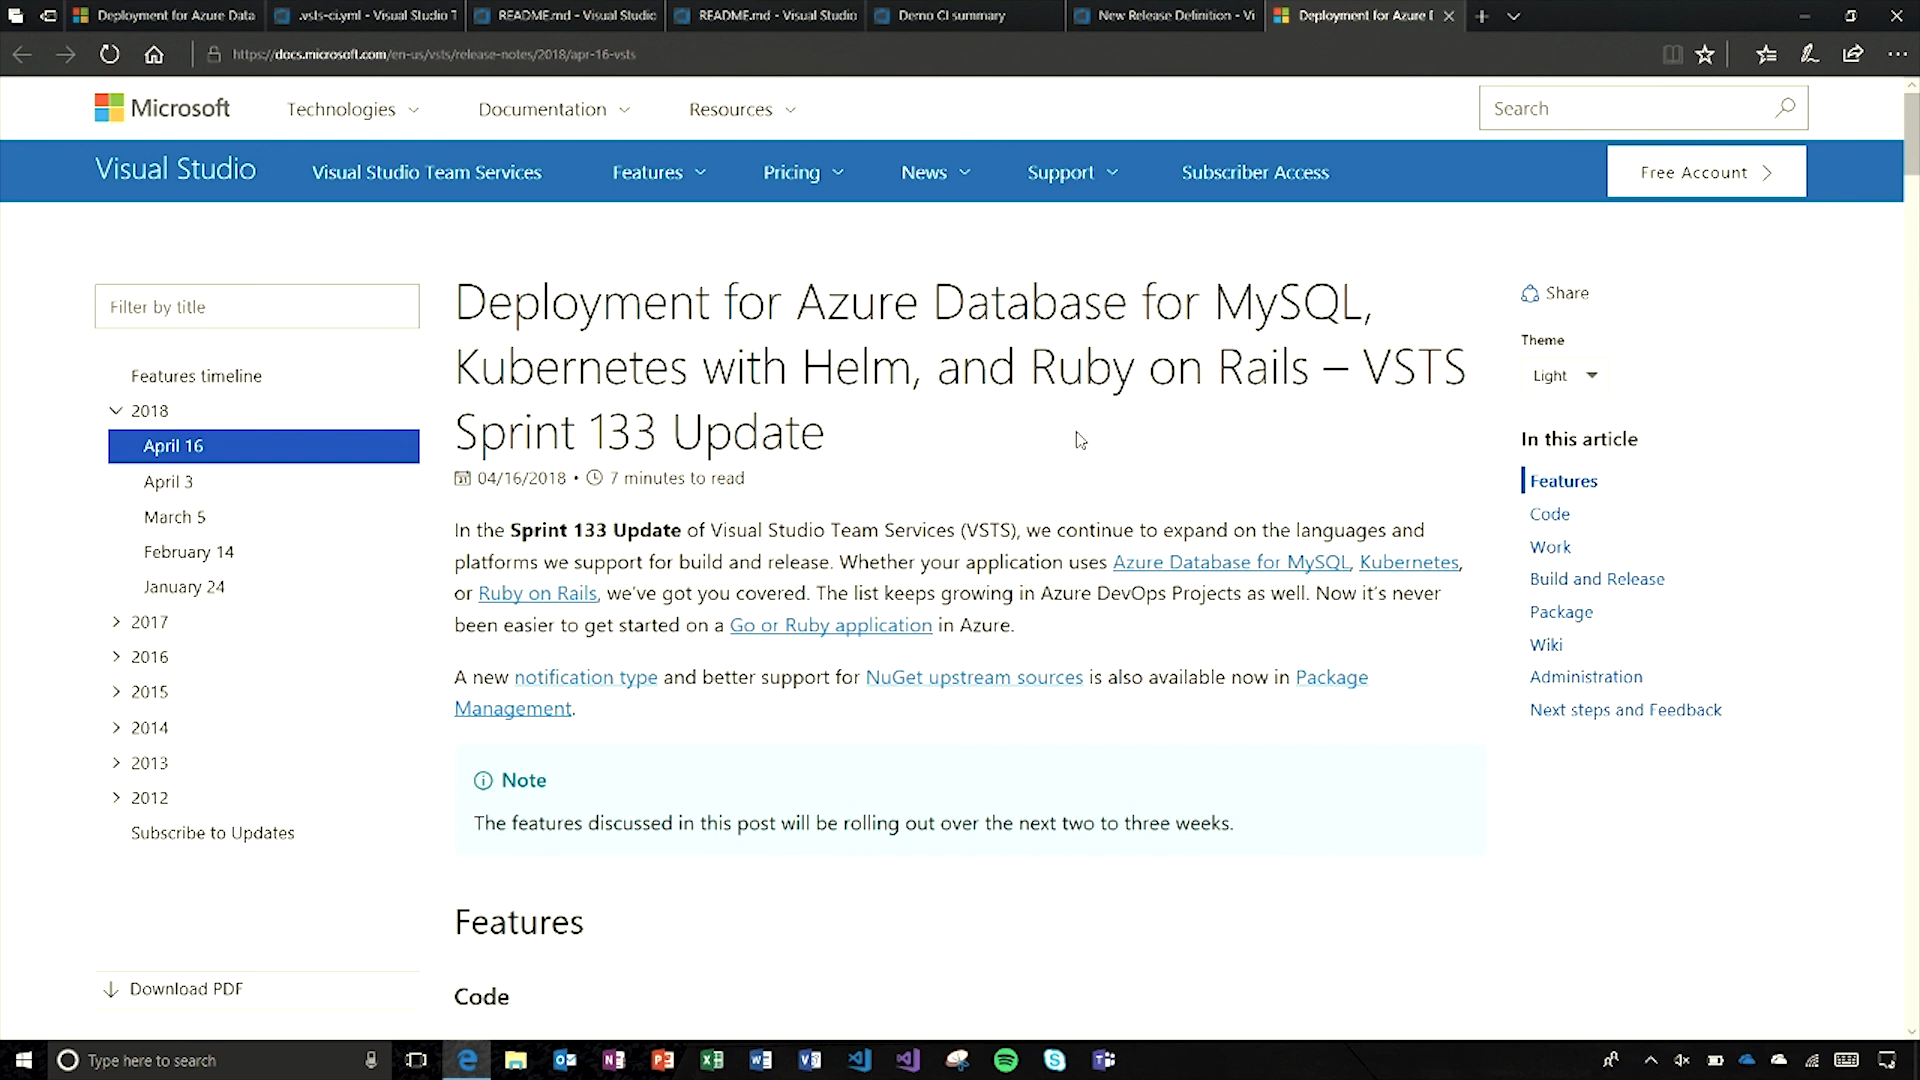 Deployment for Azure Data
.vsts-ci.yml - Visual Studio T
README.md - Visual Studio
README.md - Visual Studio
Demo CI summary
New Release Definition - Vi
Deployment for Azure D
https://docs.microsoft.com/en-us/vsts/release-notes/2018/apr-16-vsts
Microsoft
Technologies
Documentation
Resources
Search
Visual Studio
Visual Studio Team Services
Features
Pricing
News
Support
Subscriber Access
Free Account
Filter by title
Features timeline
2018
April 16
April 3
March 5
February 14
January 24
2017
2016
2015
2014
2013
2012
Subscribe to Updates
Download PDF
Deployment for Azure Database for MySQL,
Kubernetes with Helm, and Ruby on Rails – VSTS
Sprint 133 Update
04/16/2018 • 7 minutes to read
In the Sprint 133 Update of Visual Studio Team Services (VSTS), we continue to expand on the languages and
platforms we support for build and release. Whether your application uses Azure Database for MySQL, Kubernetes,
or Ruby on Rails, we’ve got you covered. The list keeps growing in Azure DevOps Projects as well. Now it’s never
been easier to get started on a Go or Ruby application in Azure.
A new notification type and better support for NuGet upstream sources is also available now in Package
Management.
Note
The features discussed in this post will be rolling out over the next two to three weeks.
Features
Code
Share
Theme
Light
In this article
Features
Code
Work
Build and Release
Package
Wiki
Administration
Next steps and Feedback
Type here to search